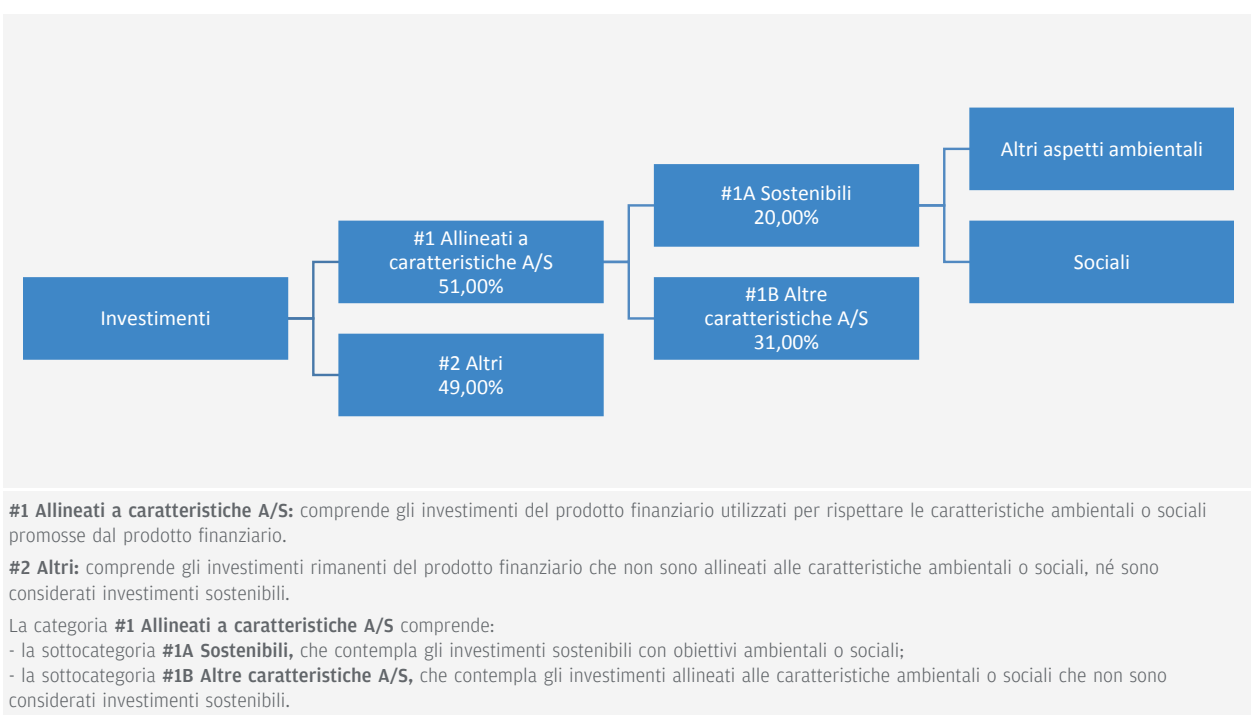 Investimenti
#1 Allineati a
caratteristiche A/S
51,00%
#2 Altri
49,00%
#1A Sostenibili
20,00%
#1B Altre
caratteristiche A/S
31,00%
Altri aspetti ambientali
Sociali
#1 Allineati a caratteristiche A/S: comprende gli investimenti del prodotto finanziario utilizzati per rispettare le caratteristiche ambientali o sociali
promosse dal prodotto finanziario.
#2 Altri: comprende gli investimenti rimanenti del prodotto finanziario che non sono allineati alle caratteristiche ambientali o sociali, né sono
considerati investimenti sostenibili.
La categoria #1 Allineati a caratteristiche A/S comprende:
- la sottocategoria #1A Sostenibili, che contempla gli investimenti sostenibili con obiettivi ambientali o sociali;
- la sottocategoria #1B Altre caratteristiche A/S, che contempla gli investimenti allineati alle caratteristiche ambientali o sociali che non sono
considerati investimenti sostenibili.